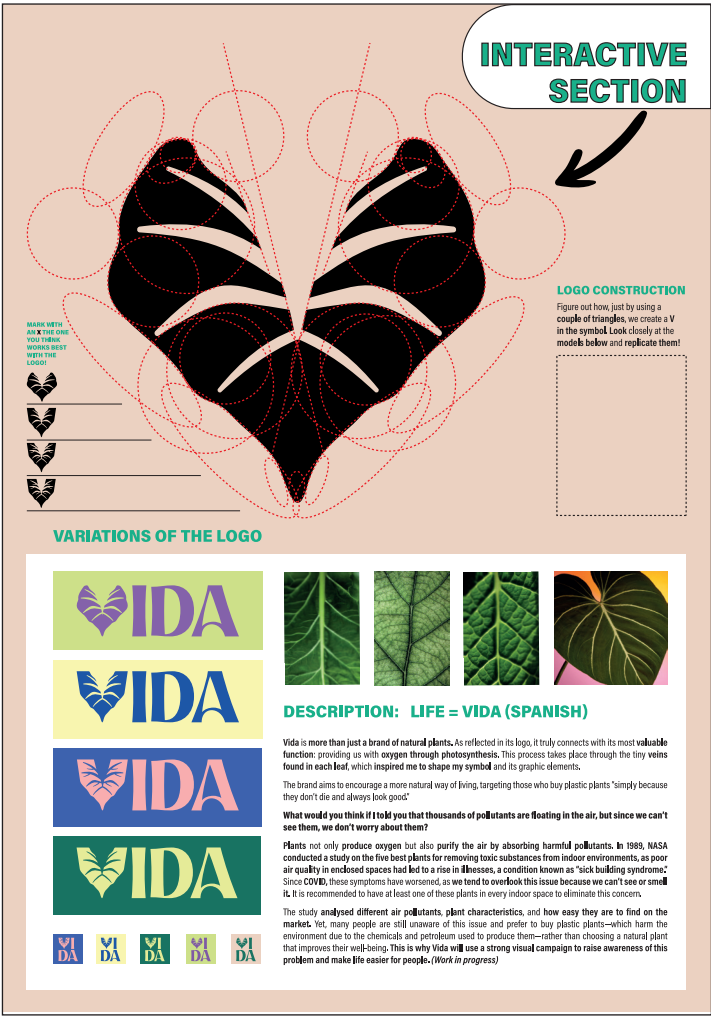 INTERACTIVE
SECTION
LOGO CONSTRUCTION
Figure out how, just by using a
couple of triangles, we create a V
in the symbol. Look closely at the
models below and replicate them!
MARK WITH
AN X THE ONE
YOU THINK
WORKS BEST
WITH THE
LOGO!
VARIATIONS OF THE LOGO
VIDA
VIDA
VIDA
VIDA
VI
DA
VI
DA
VI
DA
VI
DA
VI
DA
DESCRIPTION: LIFE = VIDA (SPANISH)
Vida is more than just a brand of natural plants. As reflected in its logo, it truly connects with its most valuable
function: providing us with oxygen through photosynthesis. This process takes place through the tiny veins
found in each leaf, which inspired me to shape my symbol and its graphic elements.
The brand aims to encourage a more natural way of living, targeting those who buy plastic plants "simply because
they don't die and always look good."
What would you think if I told you that thousands of pollutants are floating in the air, but since we can't
see them, we don't worry about them?
Plants not only produce oxygen but also purify the air by absorbing harmful pollutants. In 1989, NASA
conducted a study on the five best plants for removing toxic substances from indoor environments, as poor
air quality in enclosed spaces had led to a rise in illnesses, a condition known as "sick building syndrome."
Since COVID, these symptoms have worsened, as we tend to overlook this issue because we can't see or smell
it. It is recommended to have at least one of these plants in every indoor space to eliminate this concern.
The study analysed different air pollutants, plant characteristics, and how easy they are to find on the
market. Yet, many people are still unaware of this issue and prefer to buy plastic plants—which harm the
environment due to the chemicals and petroleum used to produce them—rather than choosing a natural plant
that improves their well-being. This is why Vida will use a strong visual campaign to raise awareness of this
problem and make life easier for people. (Work in progress)